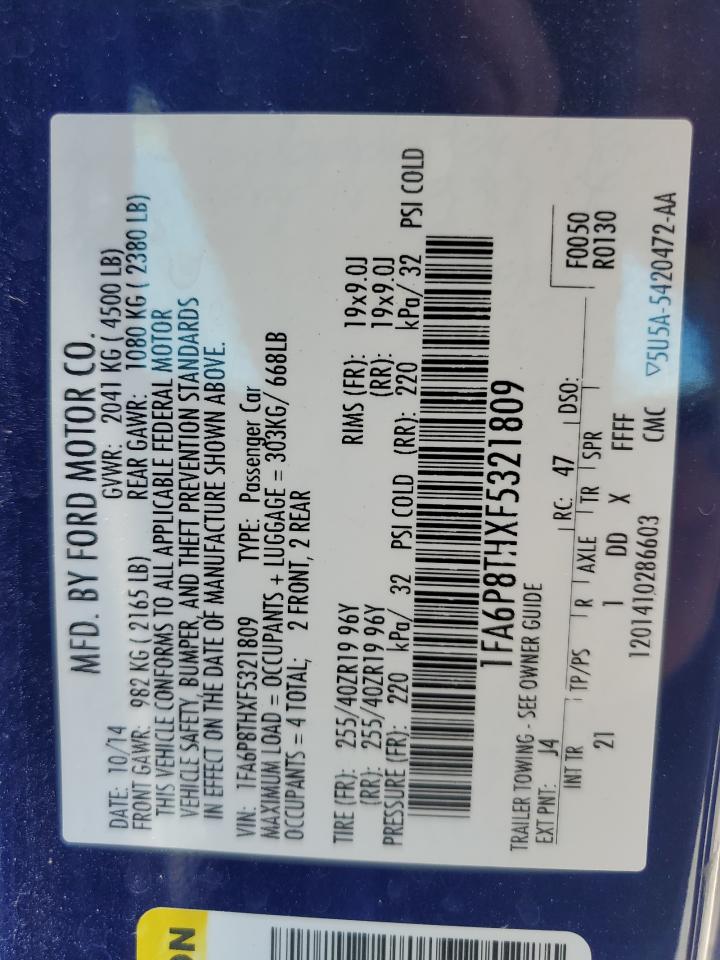 MFD. BY FORD MOTOR CO.
DATE: 10/14 GVWR: 2041 KG ( 4500 LB)
FRONT GAWR: 982 KG ( 2165 LB) REAR GAWR: 1080 KG ( 2380 LB)
THIS VEHICLE CONFORMS TO ALL APPLICABLE FEDERAL MOTOR
VEHICLE SAFETY, BUMPER, AND THEFT PREVENTION STANDARDS
IN EFFECT ON THE DATE OF MANUFACTURE SHOWN ABOVE.
VIN: 1FA6P8THXF5321809 TYPE: Passenger Car
MAXIMUM LOAD = OCCUPANTS + LUGGAGE = 303KG/ 668LB
OCCUPANTS = 4 TOTAL; 2 FRONT, 2 REAR
TIRE (FR): 255/40ZR19 96Y RIMS (FR): 19x9.0J
(RR): 255/40ZR19 96Y (RR): 19x9.0J
PRESSURE (FR): 220 kPa/ 32 PSI COLD (RR): 220 kPa/ 32 PSI COLD
1FA6P8THXF5321809
TRAILER TOWING - SEE OWNER GUIDE
EXT PNT: J4 RC: 47 DSO: F0050
INT TR TP/PS R AXLE TR SPR R0130
21 1 DD X FFFF
1201410286603 CMC ▽5U5A-5420472-AA
ON